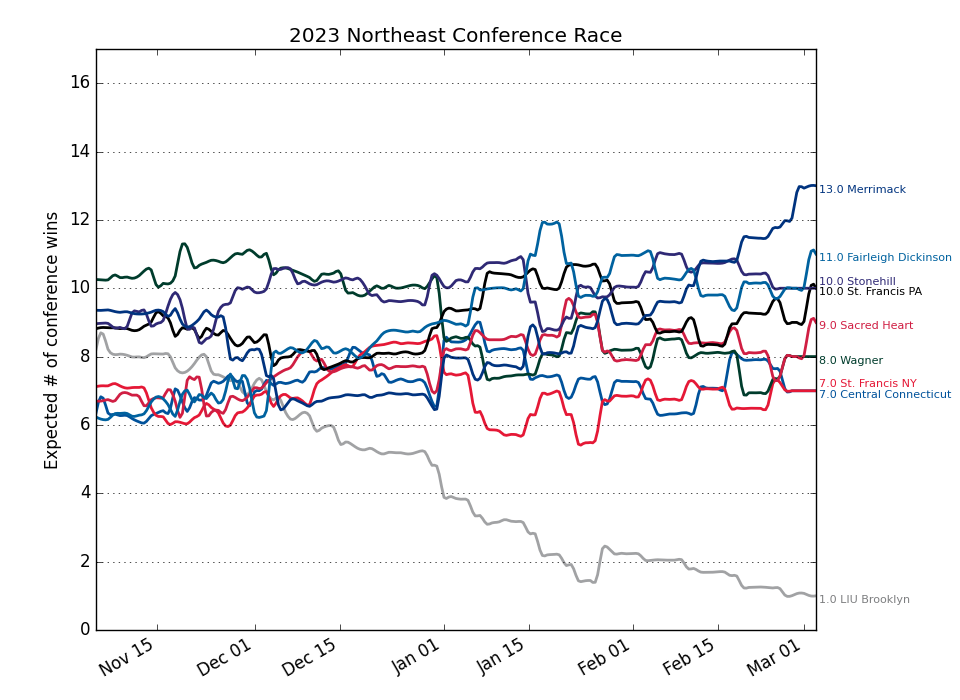 2023 Northeast Conference Race
Expected # of conference wins
16
14
12
10
8
6
4
2
0
13.0 Merrimack
11.0 Fairleigh Dickinson
10.0 Stonehill
10.0 St. Francis PA
9.0 Sacred Heart
8.0 Wagner
7.0 St. Francis NY
7.0 Central Connecticut
1.0 LIU Brooklyn
Nov 15
Dec 01
Dec 15
Jan 01
Jan 15
Feb 01
Feb 15
Mar 01